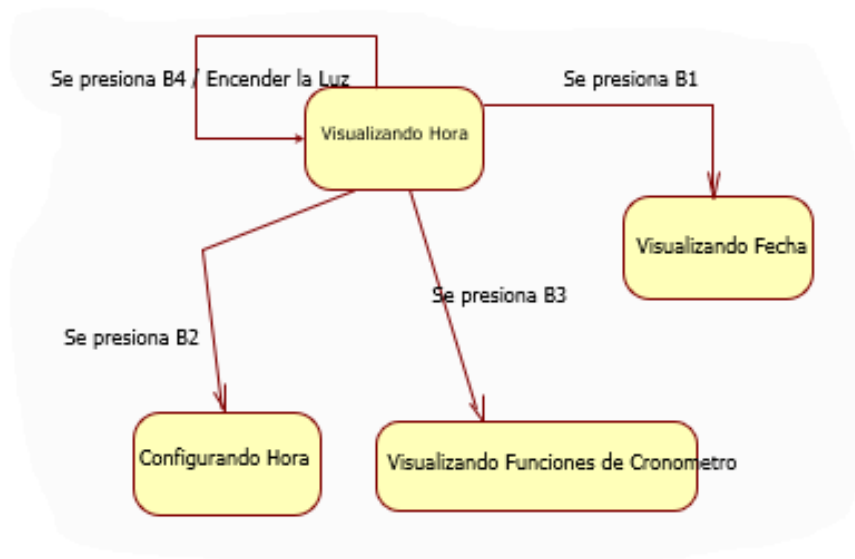 Se presiona B4 / Encender la Luz
Se presiona B1
Visualizando Hora
Visualizando Fecha
Se presiona B3
Se presiona B2
Configurando Hora
Visualizando Funciones de Cronometro